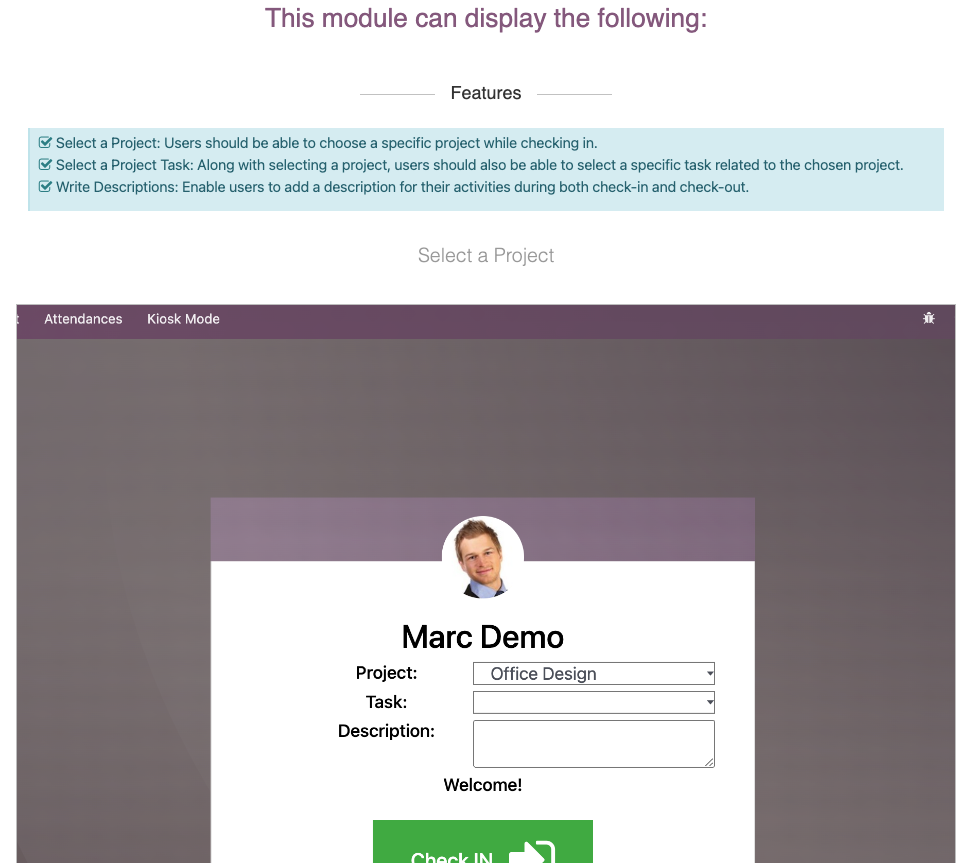 This module can display the following:
Features
Select a Project: Users should be able to choose a specific project while checking in.
Select a Project Task: Along with selecting a project, users should also be able to select a specific task related to the chosen project.
Write Descriptions: Enable users to add a description for their activities during both check-in and check-out.
Select a Project
Attendances Kiosk Mode
Marc Demo
Project: Office Design
Task:
Description:
Welcome!
Check IN